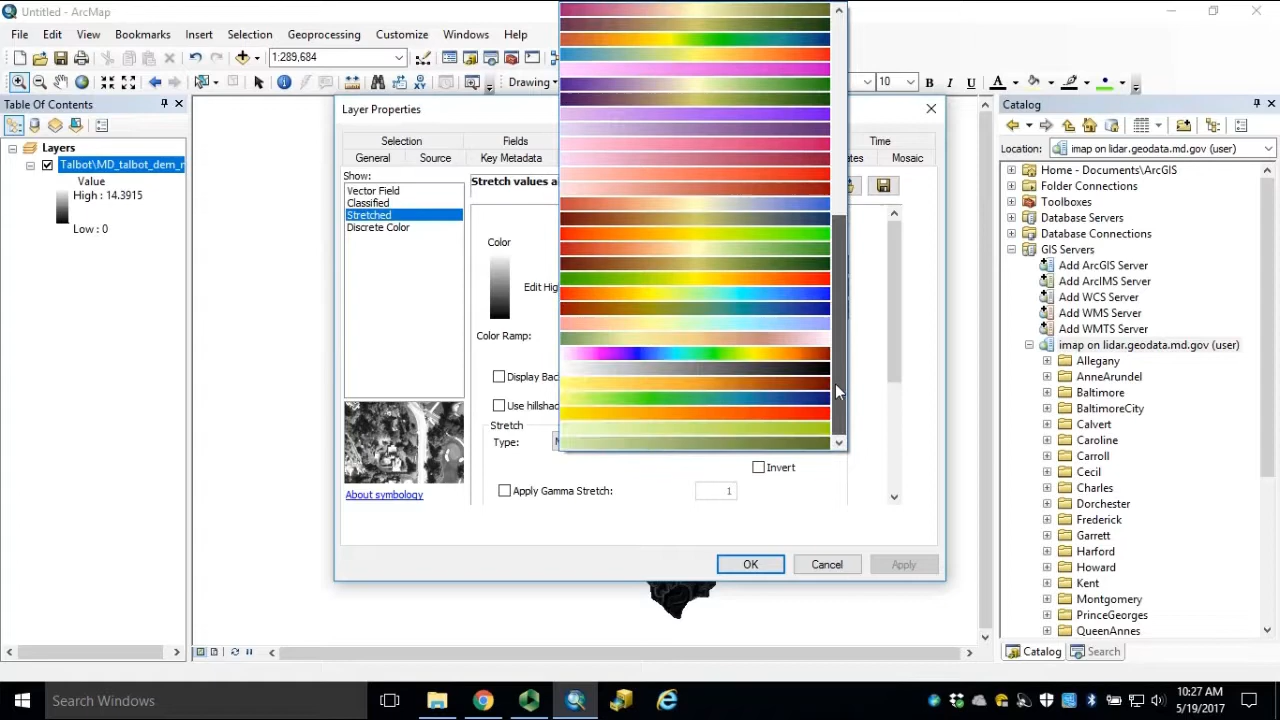 Untitled - ArcMap
File Edit View Bookmarks Insert Selection Geoprocessing Customize Windows Help
1:289,684
Drawing 10 B I U A
Table Of Contents
Layers
Talbot\MD_talbot_dem_
Value
High : 14.3915
Low : 0
Layer Properties
Selection Fields Time
General Source Key Metadata Mosaic
Show:
Vector Field
Classified
Stretched
Discrete Color
About symbology
Stretch values a
Color
Edit Hig
Color Ramp:
Display Bac
Use hillsha
Stretch
Type:
Invert
Apply Gamma Stretch: 1
OK Cancel Apply
Catalog
Location: imap on lidar.geodata.md.gov (user)
Home - Documents\ArcGIS
Folder Connections
Toolboxes
Database Servers
Database Connections
GIS Servers
Add ArcGIS Server
Add ArcIMS Server
Add WCS Server
Add WMS Server
Add WMTS Server
imap on lidar.geodata.md.gov (user)
Allegany
AnneArundel
Baltimore
BaltimoreCity
Calvert
Caroline
Carroll
Cecil
Charles
Dorchester
Frederick
Garrett
Harford
Howard
Kent
Montgomery
PrinceGeorges
QueenAnnes
Catalog Search
Search Windows
10:27 AM
5/19/2017